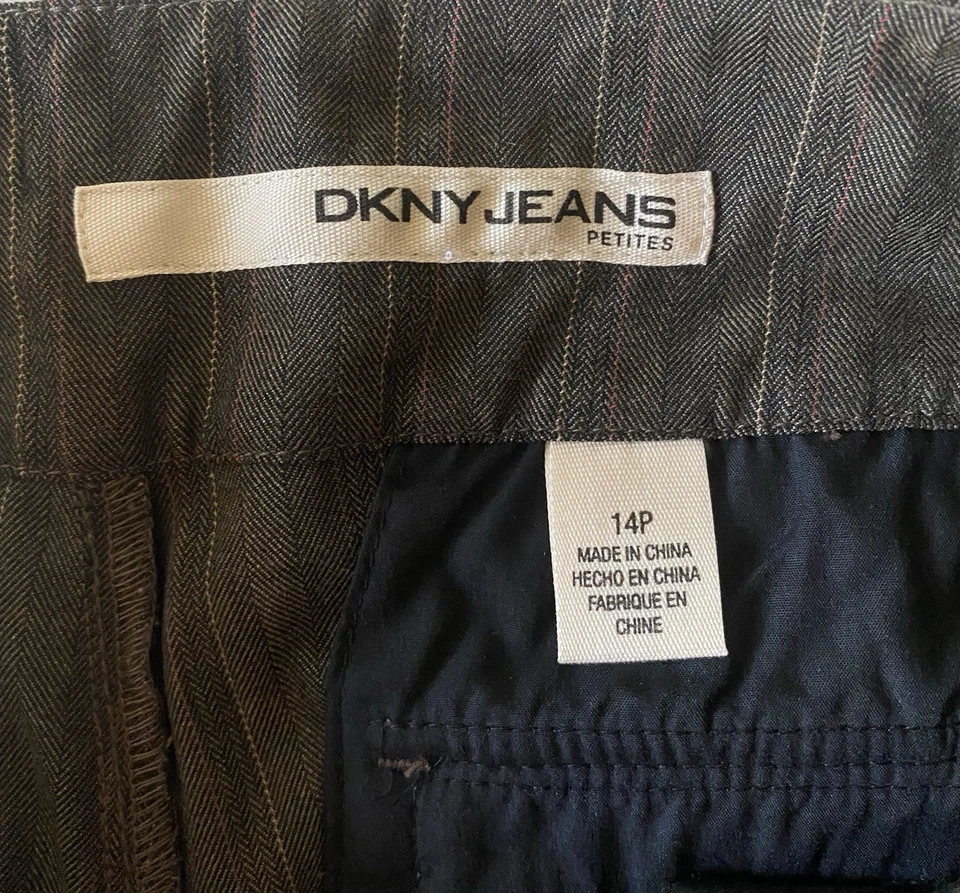 DKNY JEANS
PETITES
14P
MADE IN CHINA
HECHO EN CHINA
FABRIQUE EN
CHINE